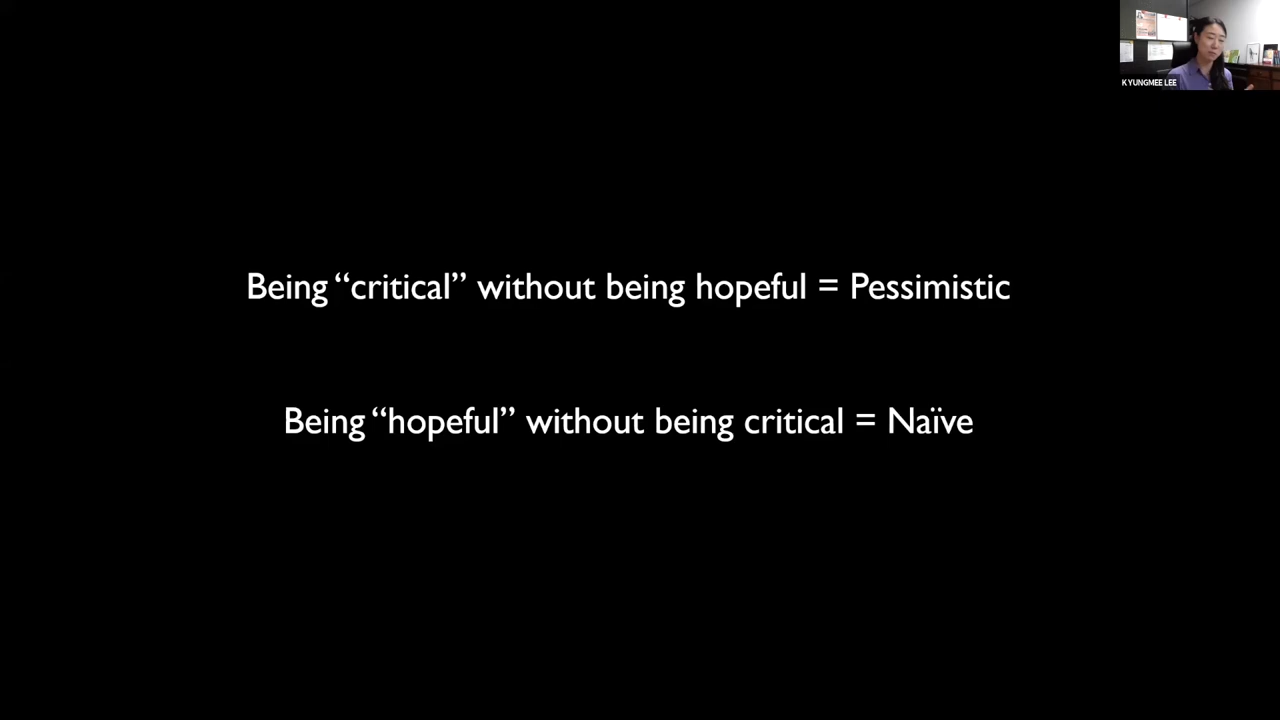 KYUNGMEE LEE
Being “critical” without being hopeful = Pessimistic
Being “hopeful” without being critical = Naïve